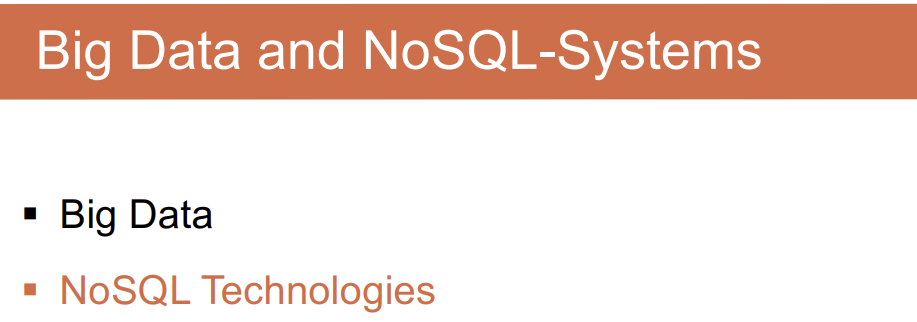 Big Data and NoSQL-Systems
▪ Big Data
▪ NoSQL Technologies